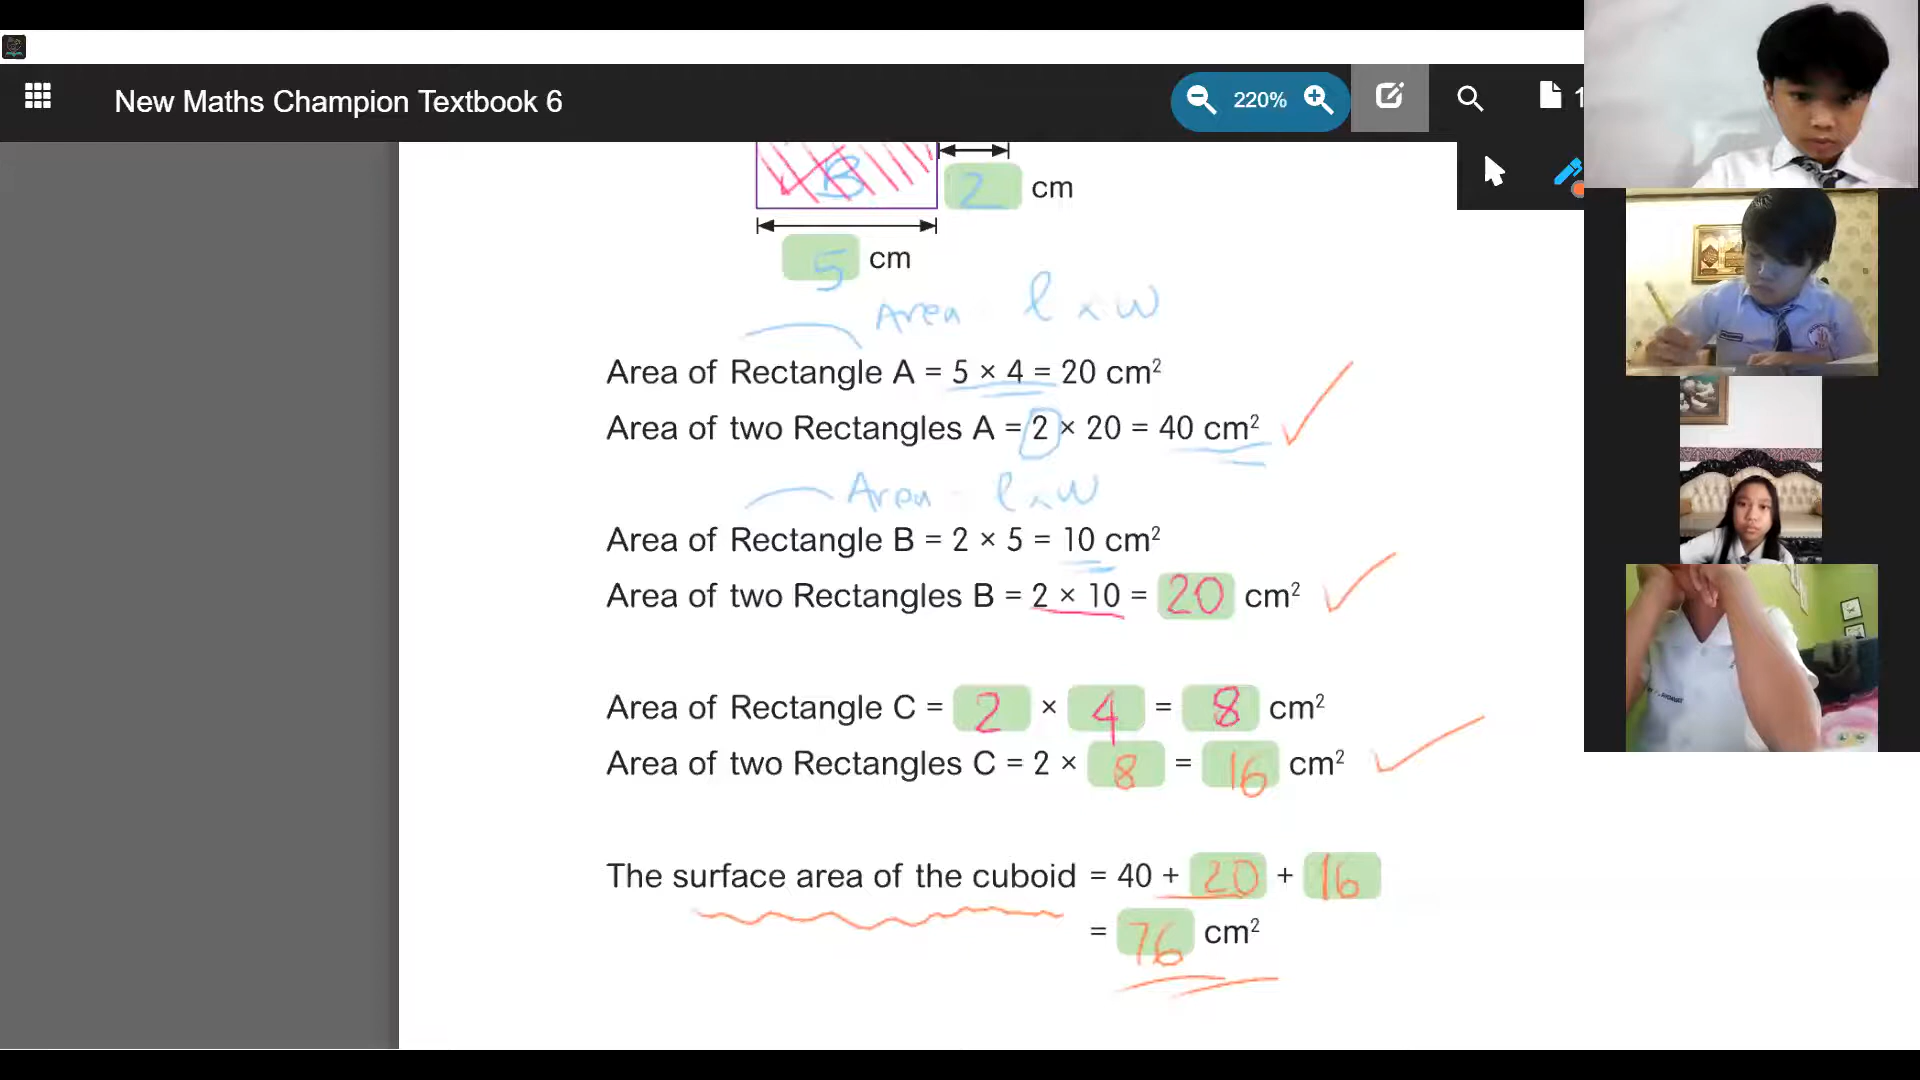 New Maths Champion Textbook 6
220%
1
B
2 cm
5 cm
Area l x w
Area of Rectangle A = 5 × 4 = 20 cm²
Area of two Rectangles A = 2 × 20 = 40 cm²
Area - l x w
Area of Rectangle B = 2 × 5 = 10 cm²
Area of two Rectangles B = 2 × 10 = 20 cm²
Area of Rectangle C = 2 × 4 = 8 cm²
Area of two Rectangles C = 2 × 8 = 16 cm²
The surface area of the cuboid = 40 + 20 + 16
= 76 cm²